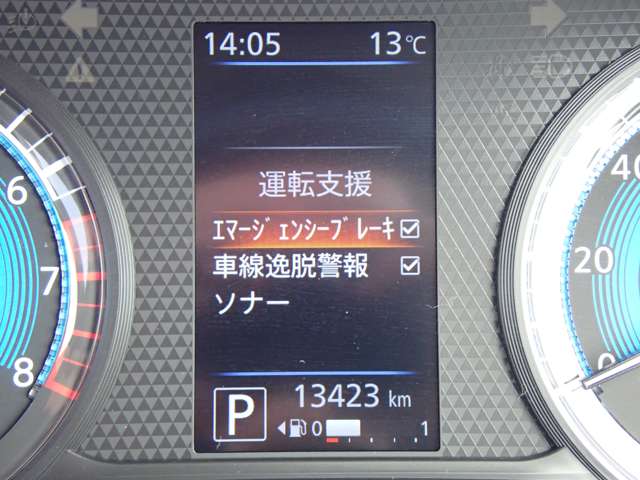 14:05 13℃
運転支援
ｴﾏｰｼﾞｪﾝｼｰﾌﾞﾚｰｷ
車線逸脱警報
ソナー
13423 km
P
0 1
6
7
8
40
20
0